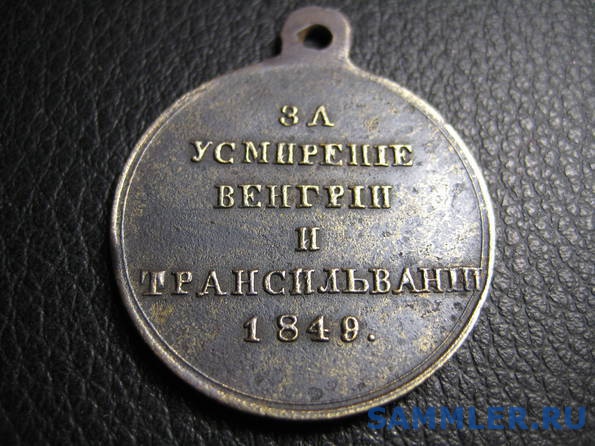 ЗА
УСМИРЕНІЕ
ВЕНГРІИ
И
ТРАНСИЛЬВАНІИ
1849.
SAMMLER.RU